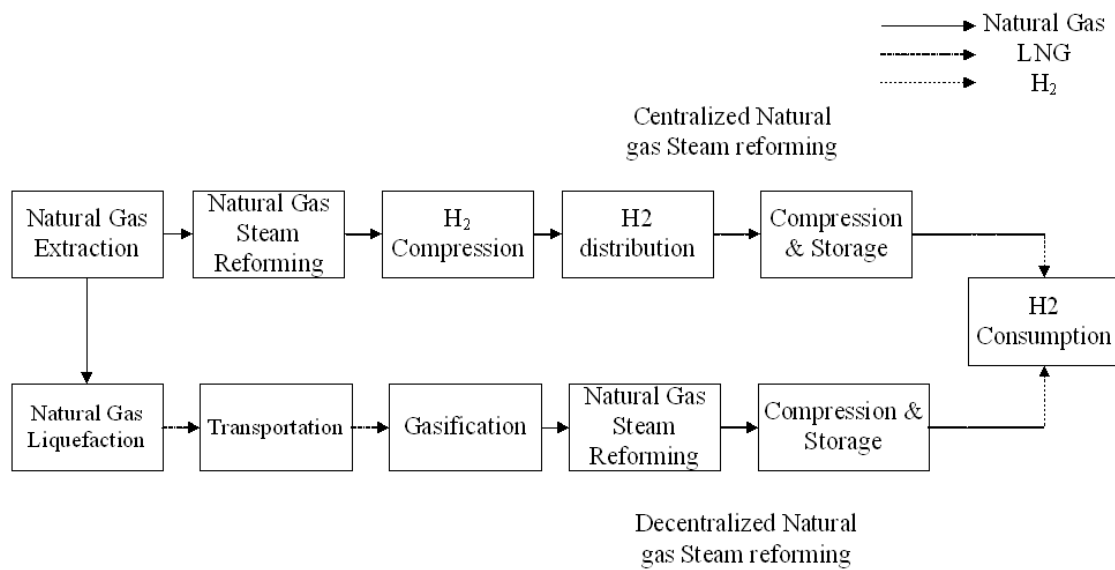 Natural Gas
LNG
H₂
Centralized Natural
gas Steam reforming
Natural Gas
Extraction
Natural Gas
Steam
Reforming
H₂
Compression
H2
distribution
Compression
& Storage
H2
Consumption
Natural Gas
Liquefaction
Transportation
Gasification
Natural Gas
Steam
Reforming
Compression &
Storage
Decentralized Natural
gas Steam reforming